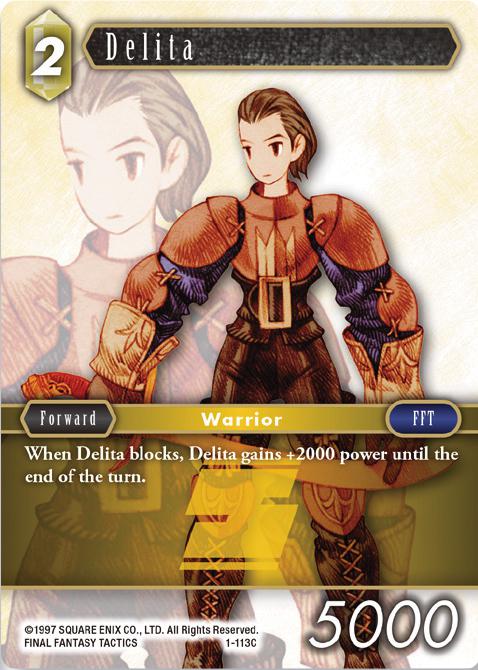 2
Delita
Forward
Warrior
FFT
When Delita blocks, Delita gains +2000 power until the
end of the turn.
©1997 SQUARE ENIX CO., LTD. All Rights Reserved.
FINAL FANTASY TACTICS 1-113C
5000